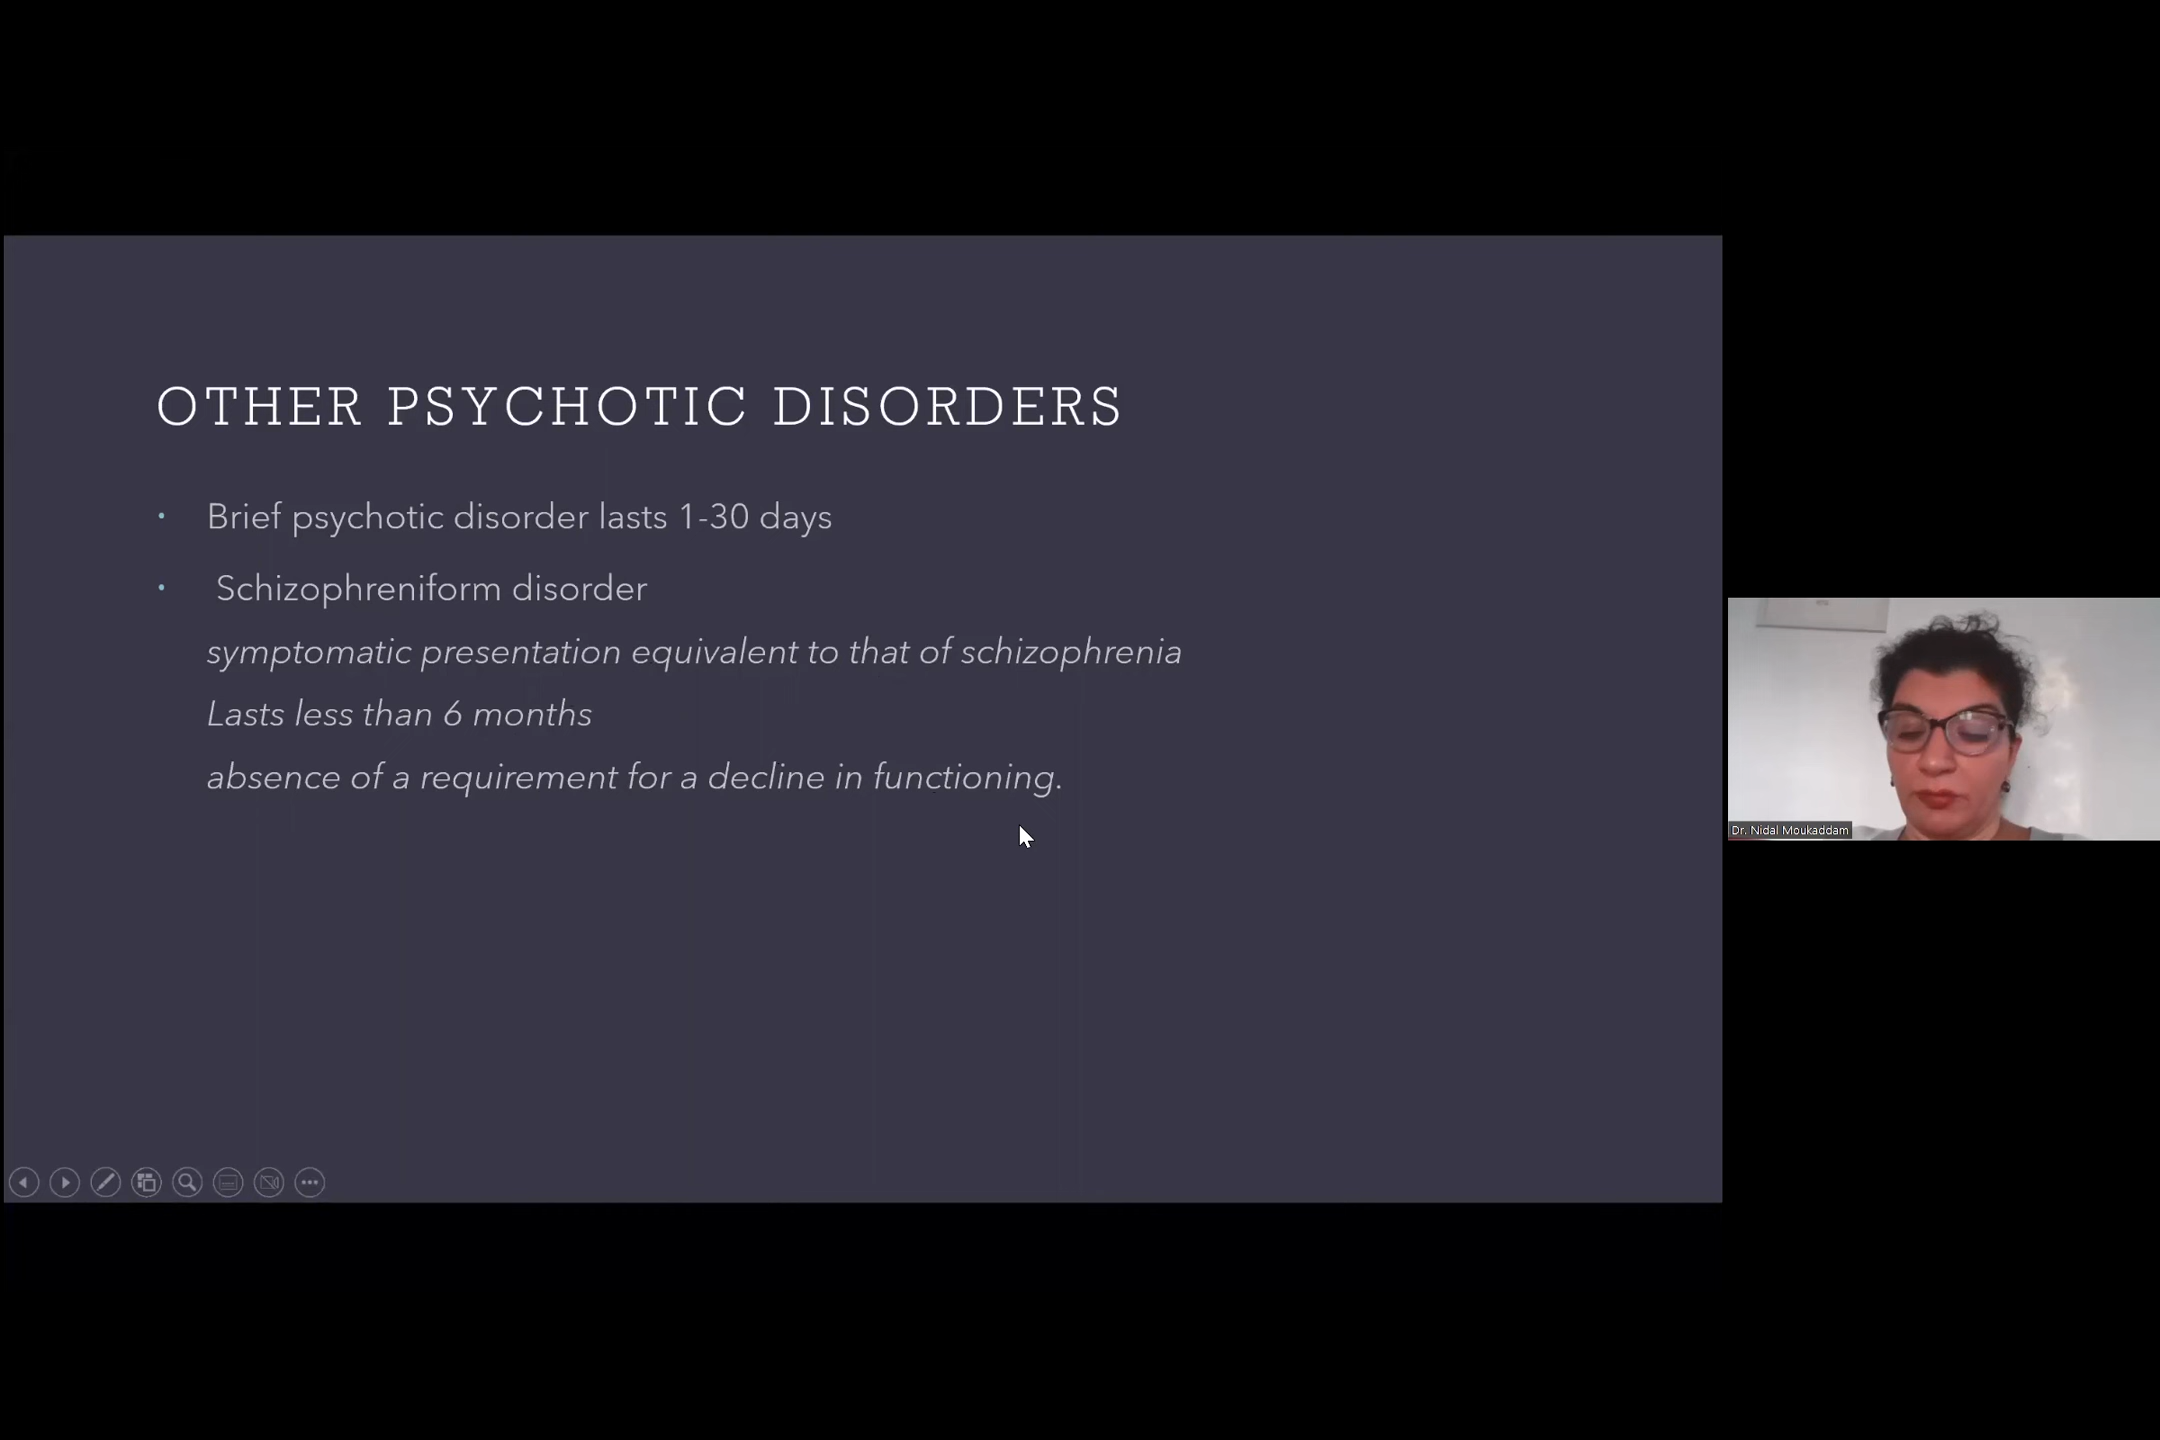 OTHER PSYCHOTIC DISORDERS
• Brief psychotic disorder lasts 1-30 days
• Schizophreniform disorder
symptomatic presentation equivalent to that of schizophrenia
Lasts less than 6 months
absence of a requirement for a decline in functioning.
Dr. Nidal Moukaddam